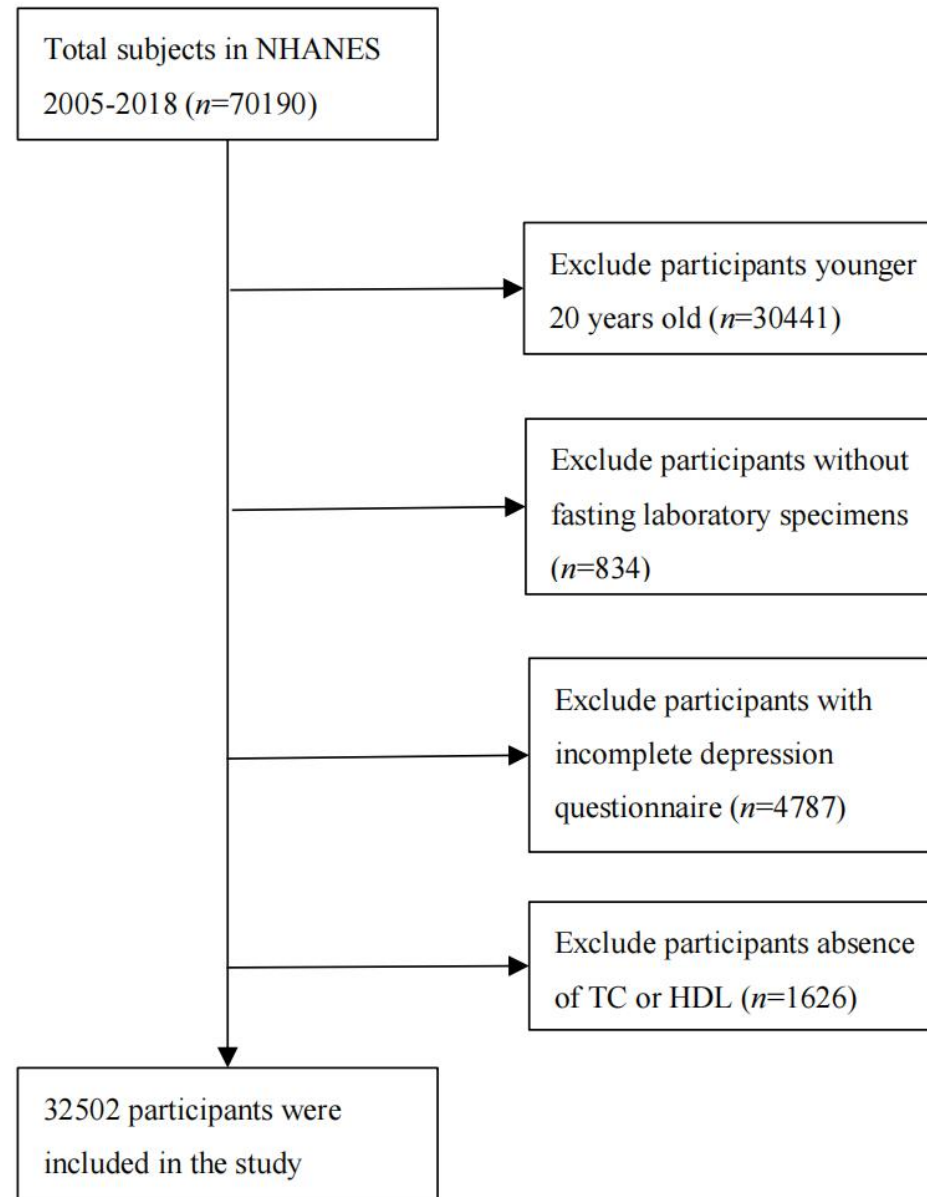 Total subjects in NHANES
2005-2018 (n=70190)
Exclude participants younger
20 years old (n=30441)
Exclude participants without
fasting laboratory specimens
(n=834)
Exclude participants with
incomplete depression
questionnaire (n=4787)
Exclude participants absence
of TC or HDL (n=1626)
32502 participants were
included in the study